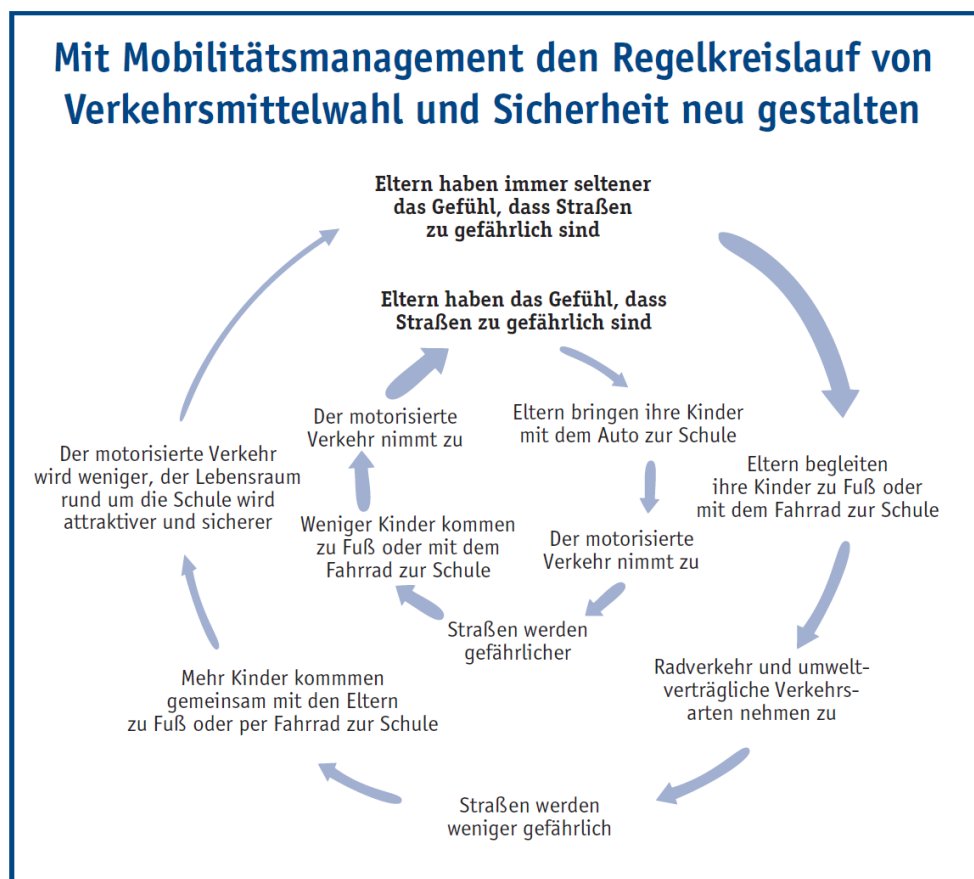 Mit Mobilitätsmanagement den Regelkreislauf von
Verkehrsmittelwahl und Sicherheit neu gestalten
Eltern haben immer seltener
das Gefühl, dass Straßen
zu gefährlich sind
Eltern begleiten
ihre Kinder zu Fuß oder
mit dem Fahrrad zur Schule
Radverkehr und umwelt-
verträgliche Verkehrs-
arten nehmen zu
Straßen werden
weniger gefährlich
Mehr Kinder kommmen
gemeinsam mit den Eltern
zu Fuß oder per Fahrrad zur Schule
Der motorisierte Verkehr
wird weniger, der Lebensraum
rund um die Schule wird
attraktiver und sicherer
Eltern haben das Gefühl, dass
Straßen zu gefährlich sind
Eltern bringen ihre Kinder
mit dem Auto zur Schule
Der motorisierte
Verkehr nimmt zu
Straßen werden
gefährlicher
Weniger Kinder kommen
zu Fuß oder mit dem
Fahrrad zur Schule
Der motorisierte
Verkehr nimmt zu